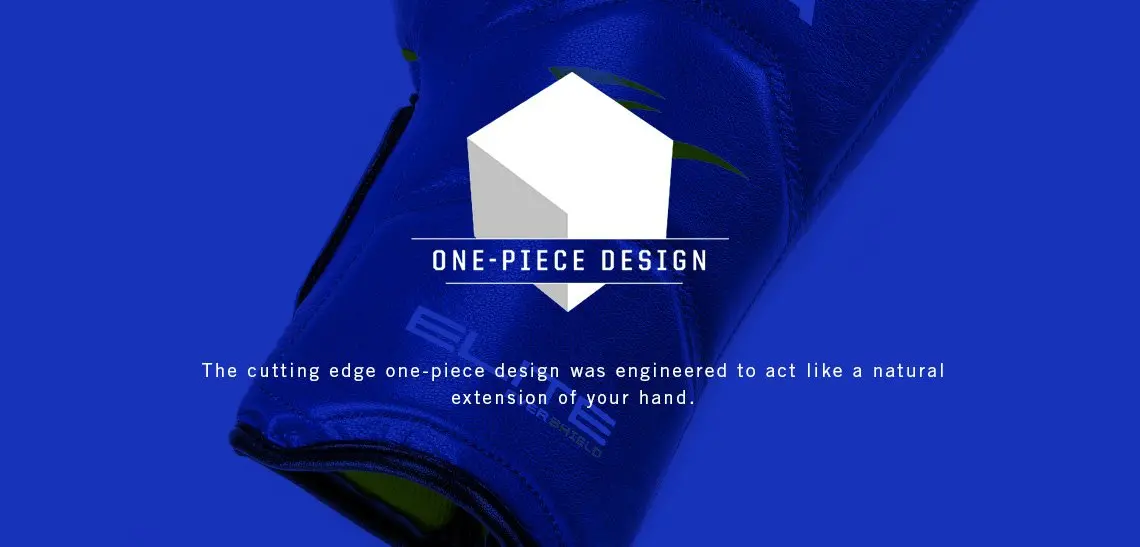 ONE-PIECE DESIGN
The cutting edge one-piece design was engineered to act like a natural
extension of your hand.
ELITE
SHIELD